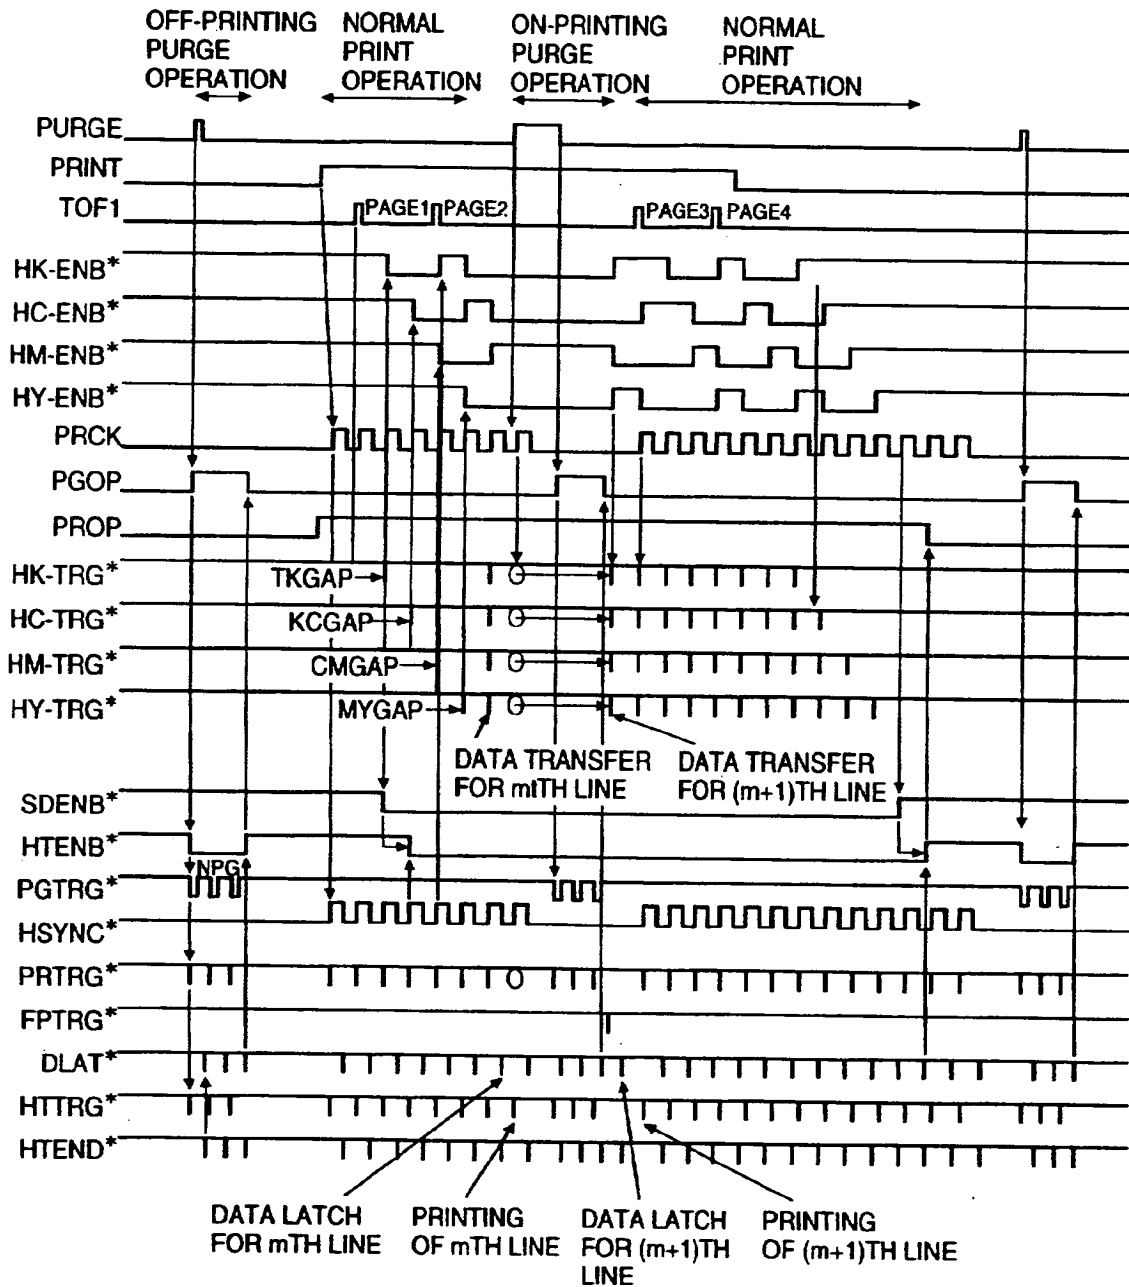 OFF-PRINTING
PURGE
OPERATION
NORMAL
PRINT
OPERATION
ON-PRINTING
PURGE
OPERATION
NORMAL
PRINT
OPERATION
PURGE
PRINT
TOF1
PAGE1
PAGE2
PAGE3
PAGE4
HK-ENB*
HC-ENB*
HM-ENB*
HY-ENB*
PRCK
PGOP
PROP
HK-TRG*
TKGAP
HC-TRG*
KCGAP
HM-TRG*
CMGAP
HY-TRG*
MYGAP
DATA TRANSFER
FOR mtTH LINE
DATA TRANSFER
FOR (m+1)TH LINE
SDENB*
HTENB*
NPG
PGTRG*
HSYNC*
PRTRG*
FPTRG*
DLAT*
HTTRG*
HTEND*
DATA LATCH
FOR mTH LINE
PRINTING
OF mTH LINE
DATA LATCH
FOR (m+1)TH
LINE
PRINTING
OF (m+1)TH LINE